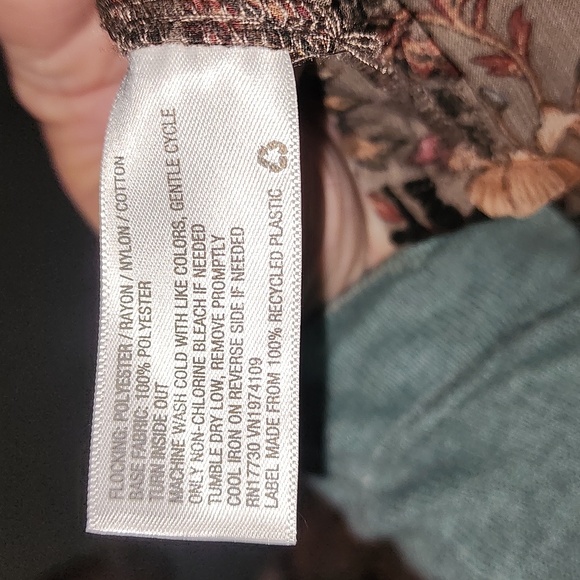 FLOCKING: POLYESTER / RAYON / NYLON / COTTON
BASE FABRIC: 100% POLYESTER
TURN INSIDE OUT
MACHINE WASH COLD WITH LIKE COLORS, GENTLE CYCLE
ONLY NON-CHLORINE BLEACH IF NEEDED
TUMBLE DRY LOW, REMOVE PROMPTLY
COOL IRON ON REVERSE SIDE IF NEEDED
RN17730 VN1974109
LABEL MADE FROM 100% RECYCLED PLASTIC